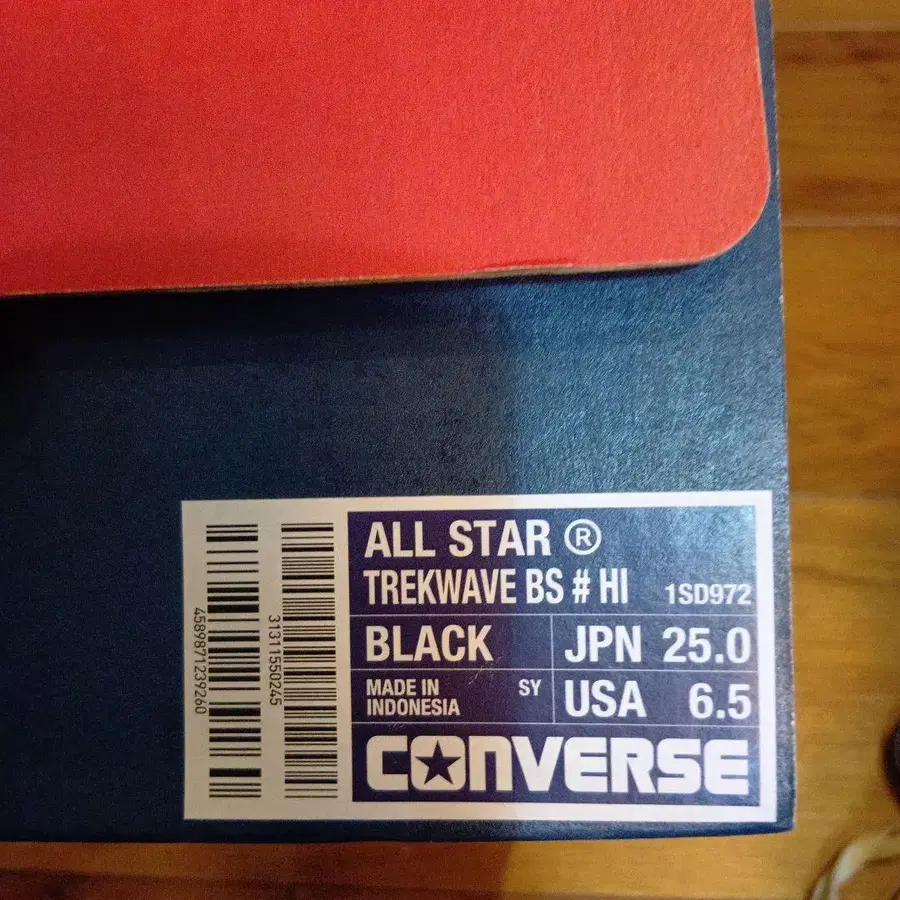 ALL STAR ®
TREKWAVE BS # HI 1SD972
BLACK JPN 25.0
MADE IN INDONESIA SY USA 6.5
CONVERSE
4589871239260
31311550245